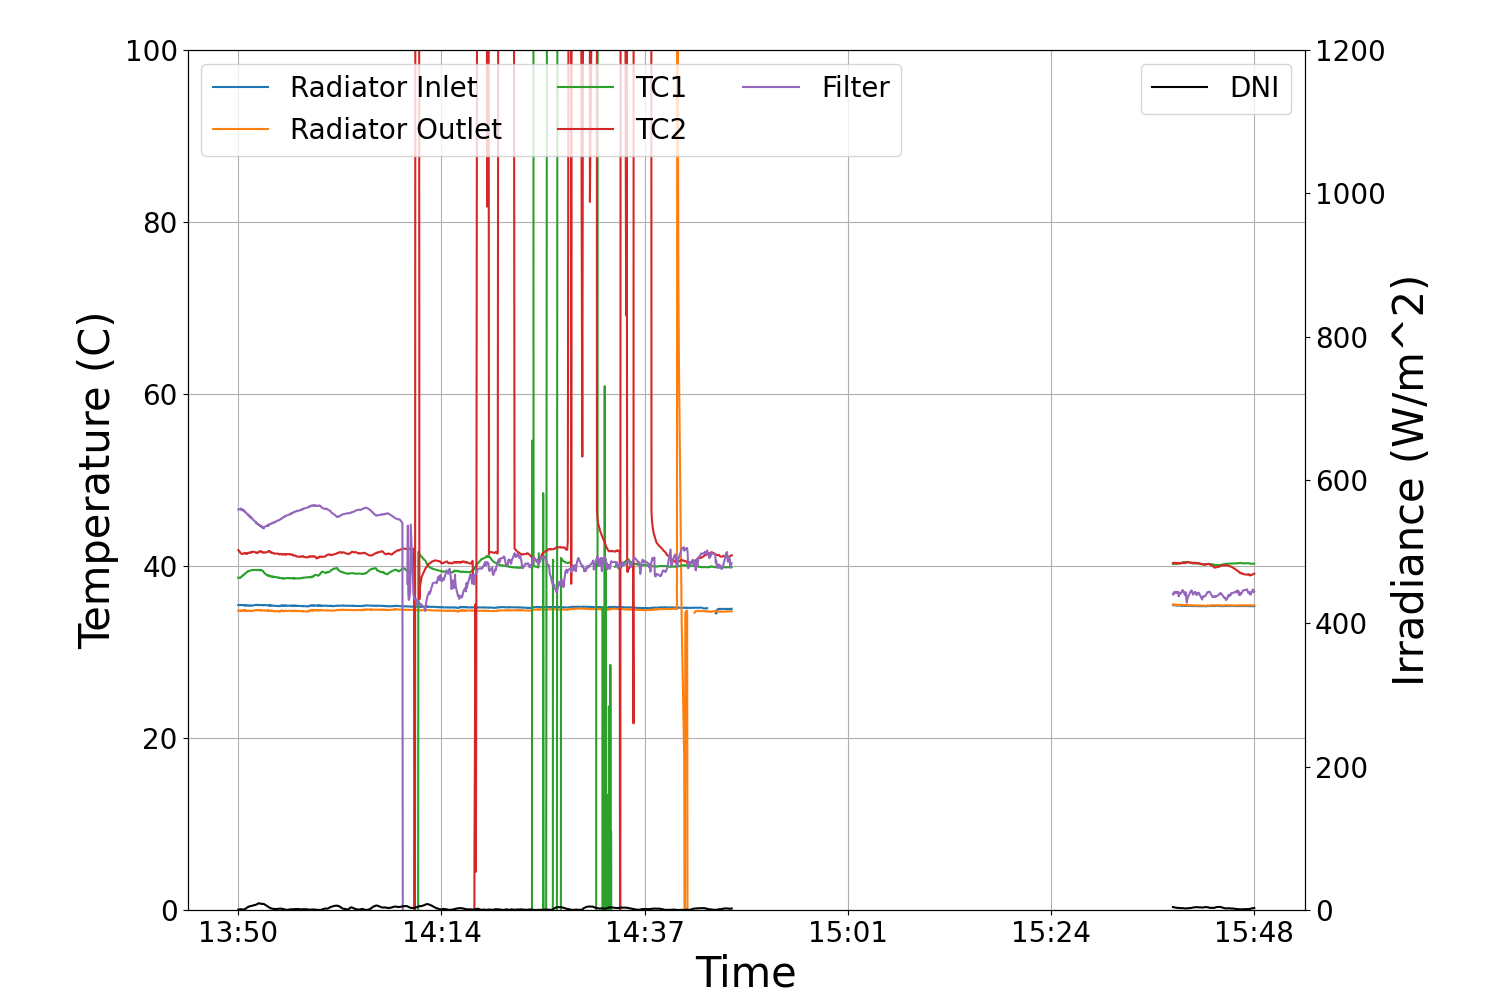 Radiator Inlet
Radiator Outlet
TC1
TC2
Filter
DNI
100
80
60
40
20
0
Temperature (C)
1200
1000
800
600
400
200
0
Irradiance (W/m^2)
13:50
14:14
14:37
15:01
15:24
15:48
Time